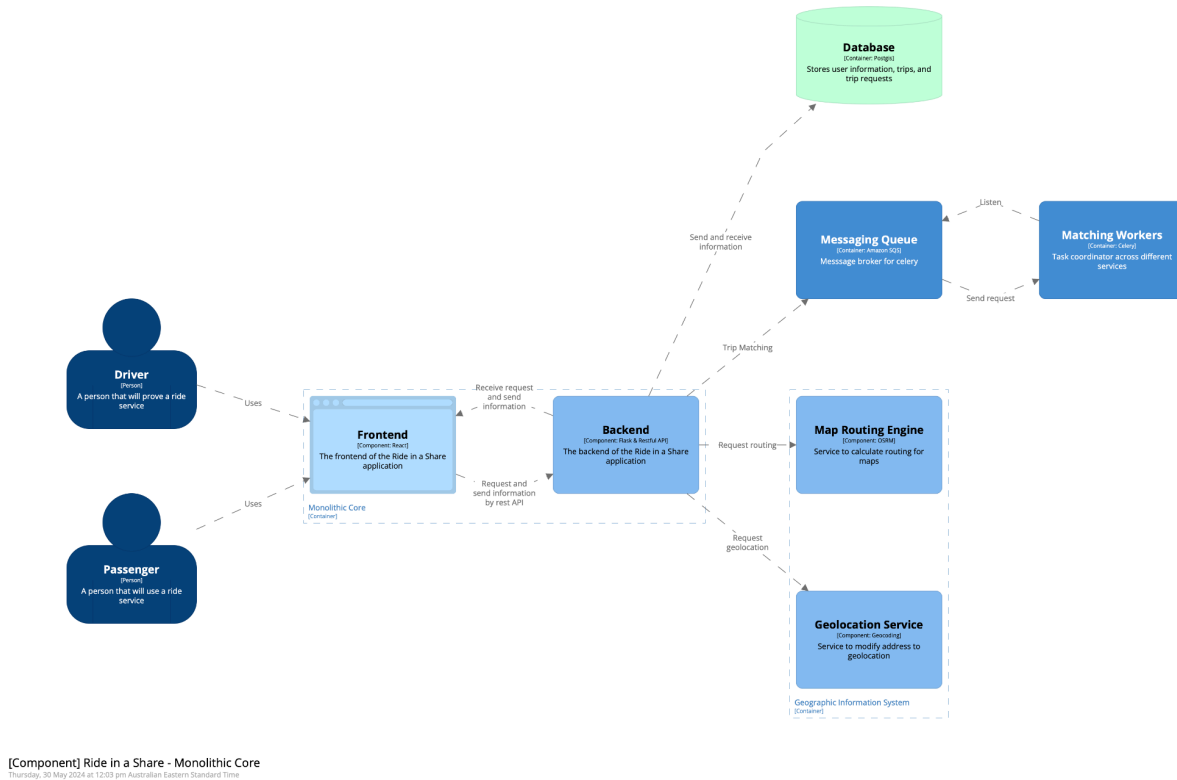 Database
[Container: Postgis]
Stores user information, trips, and
trip requests
Listen
Messaging Queue
[Container: Amazon SQS]
Messsage broker for celery
Matching Workers
[Container: Celery]
Task coordinator across different
services
Send and receive
information
Send request
Trip Matching
Driver
[Person]
A person that will prove a ride
service
Uses
Receive request
and send
information
Frontend
[Component: React]
The frontend of the Ride in a Share
application
Backend
[Component: Flask & Restful API]
The backend of the Ride in a Share
application
Request routing
Map Routing Engine
[Component: OSRM]
Service to calculate routing for
maps
Request and
send information
by rest API
Uses
Monolithic Core
[Container]
Request
geolocation
Passenger
[Person]
A person that will use a ride
service
Geolocation Service
[Component: Geocoding]
Service to modify address to
geolocation
Geographic Information System
[Container]
[Component] Ride in a Share - Monolithic Core
Thursday, 30 May 2024 at 12:03 pm Australian Eastern Standard Time